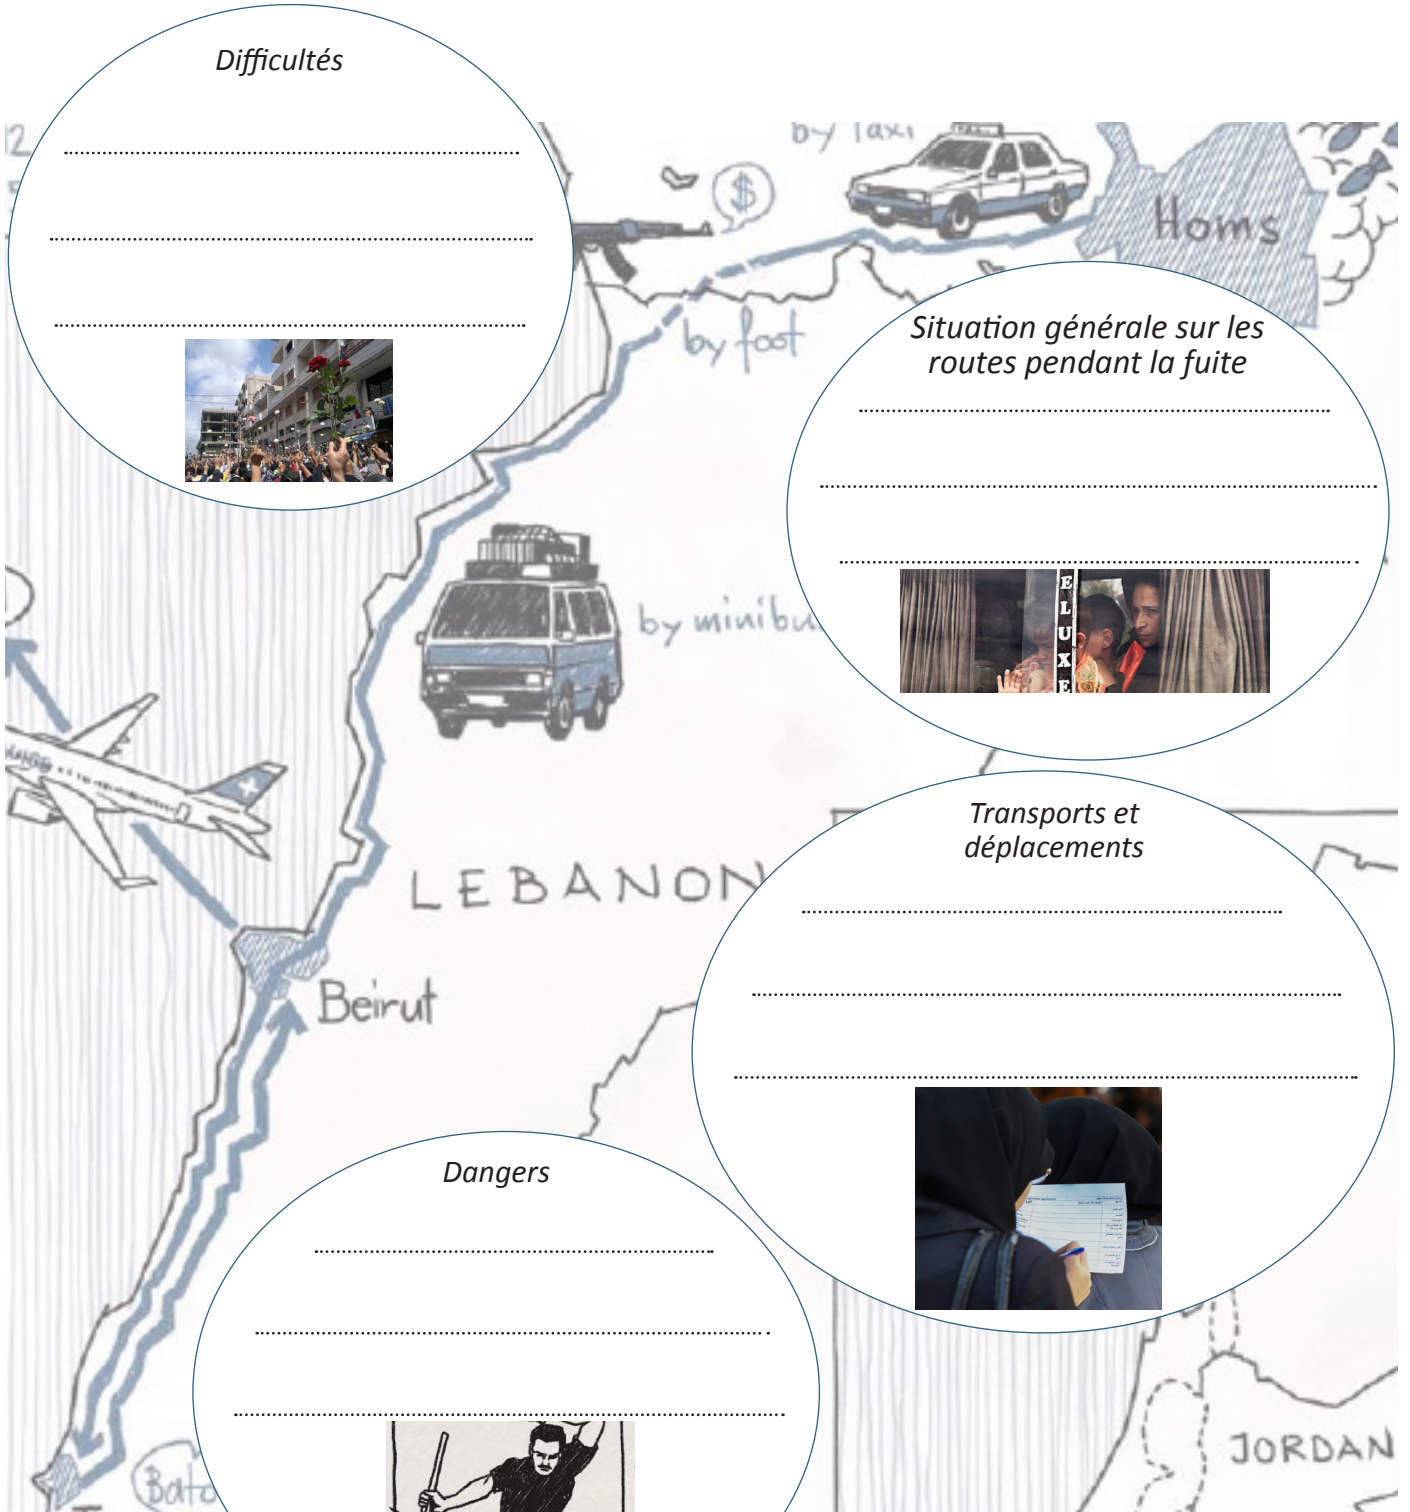 Difficultés
by Taxi
$
Homs
by foot
Situation générale sur les
routes pendant la fuite
E
L
U
X
E
by minibu
LEBANON
Transports et
déplacements
Beirut
Dangers
JORDAN